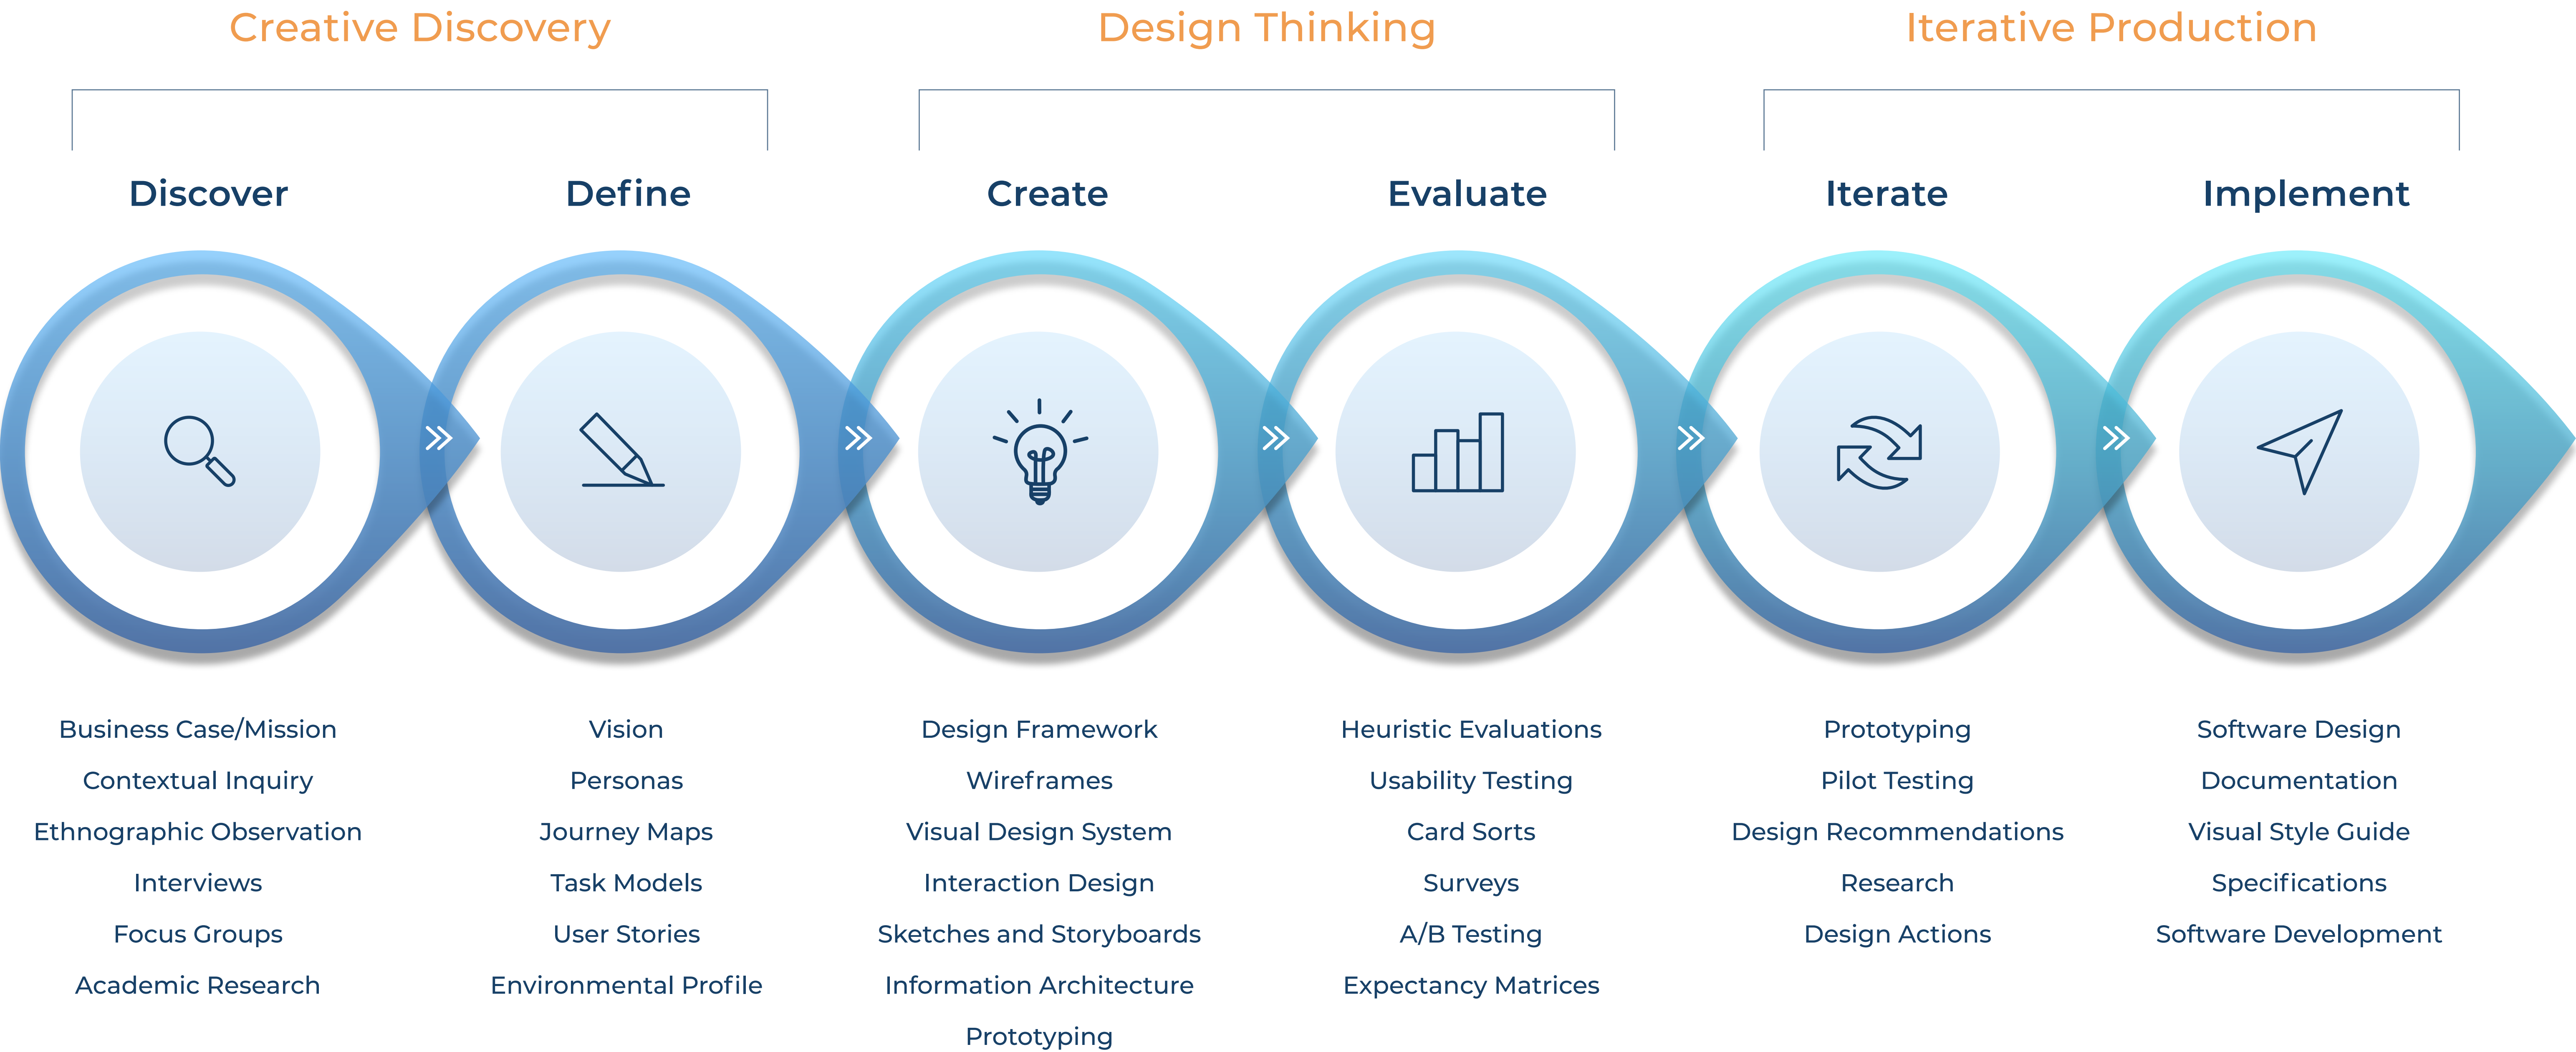 Creative Discovery
Design Thinking
Iterative Production
Discover
Define
Create
Evaluate
Iterate
Implement
Business Case/Mission
Contextual Inquiry
Ethnographic Observation
Interviews
Focus Groups
Academic Research
Vision
Personas
Journey Maps
Task Models
User Stories
Environmental Profile
Design Framework
Wireframes
Visual Design System
Interaction Design
Sketches and Storyboards
Information Architecture
Prototyping
Heuristic Evaluations
Usability Testing
Card Sorts
Surveys
A/B Testing
Expectancy Matrices
Prototyping
Pilot Testing
Design Recommendations
Research
Design Actions
Software Design
Documentation
Visual Style Guide
Specifications
Software Development